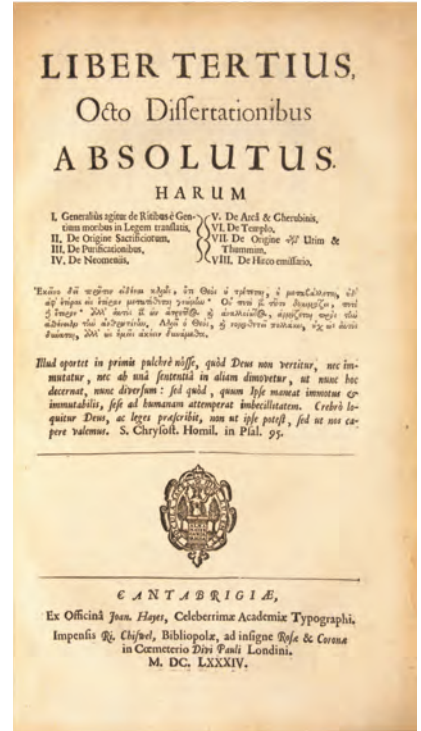 LIBER TERTIUS,
Octo Dissertationibus
ABSOLUTUS.
HARUM
I. Generaliùs agitur de Ritibus è Gen-
tium moribus in Legem translatis,
II. De Origine Sacrificiorum,
III. De Purificationibus,
IV. De Neomeniis,
V. De Arcâ & Cherubinis,
VI. De Templo,
VII. De Origine Urim &
Thummim,
VIII. De Hirco emissario.
Illud oportet in primis pulchrè nôsse, quòd Deus non vertitur, nec im-
mutatur, nec ab unâ sententiâ in aliam dimovetur, ut nunc hoc
decernat, nunc diversum: sed quòd, quum Ipse maneat immotus &
immutabilis, sese ad humanam attemperat imbecillitatem. Crebrò lo-
quitur Deus, ac leges præscribit, non ut ipse potest, sed ut nos ca-
pere valemus. S. Chrysost. Homil. in Psal. 95.
CANTABRIGIÆ,
Ex Officinâ Joan. Hayes, Celeberrimæ Academiæ Typographi.
Impensis Ri. Chiswel, Bibliopolæ, ad insigne Rosæ & Coronæ
in Cœmeterio Divi Pauli Londini.
M. DC. LXXXIV.